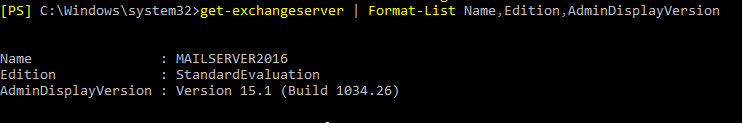 [PS] C:\Windows\system32>get-exchangeserver | Format-List Name,Edition,AdminDisplayVersion
Name                : MAILSERVER2016
Edition             : StandardEvaluation
AdminDisplayVersion : Version 15.1 (Build 1034.26)